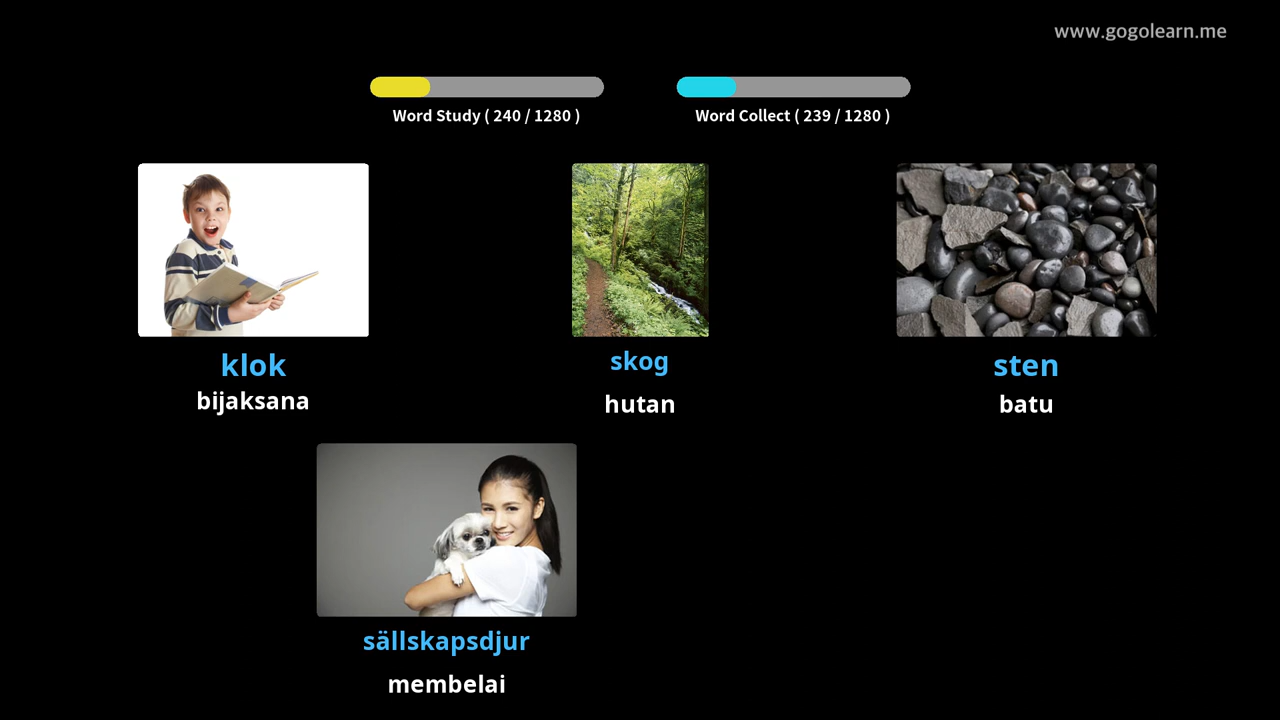 www.gogolearn.me
Word Study ( 240 / 1280 )
Word Collect ( 239 / 1280 )
klok
bijaksana
skog
hutan
sten
batu
sällskapsdjur
membelai